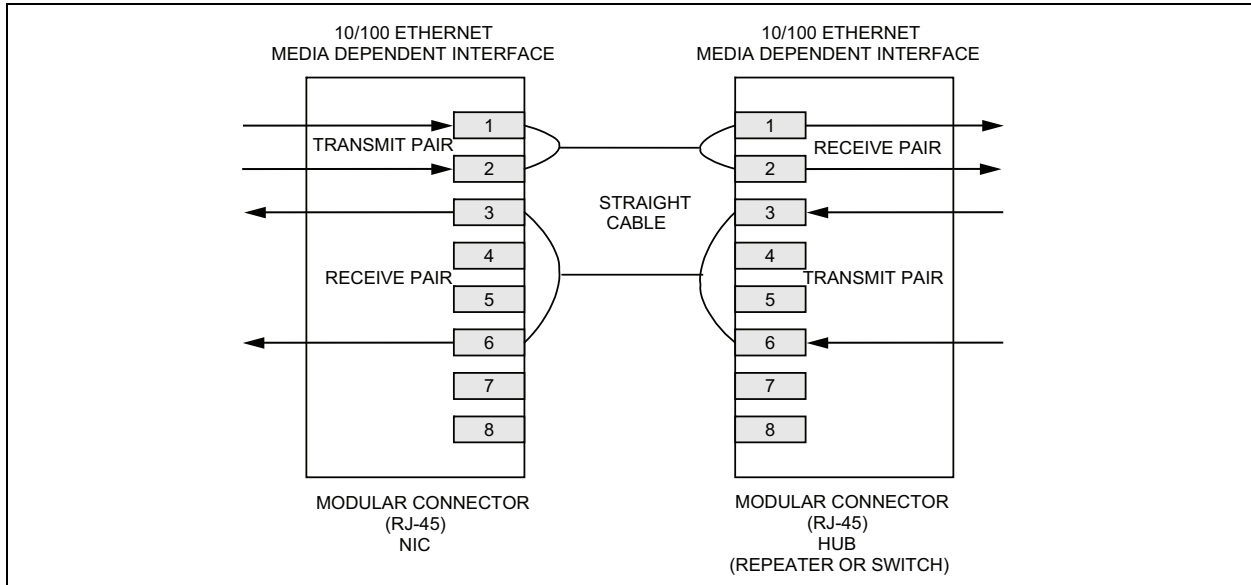 10/100 ETHERNET
MEDIA DEPENDENT INTERFACE
10/100 ETHERNET
MEDIA DEPENDENT INTERFACE
1
TRANSMIT PAIR
2
3
4
RECEIVE PAIR
5
6
7
8
STRAIGHT
CABLE
1
RECEIVE PAIR
2
3
4
TRANSMIT PAIR
5
6
7
8
MODULAR CONNECTOR
(RJ-45)
NIC
MODULAR CONNECTOR
(RJ-45)
HUB
(REPEATER OR SWITCH)